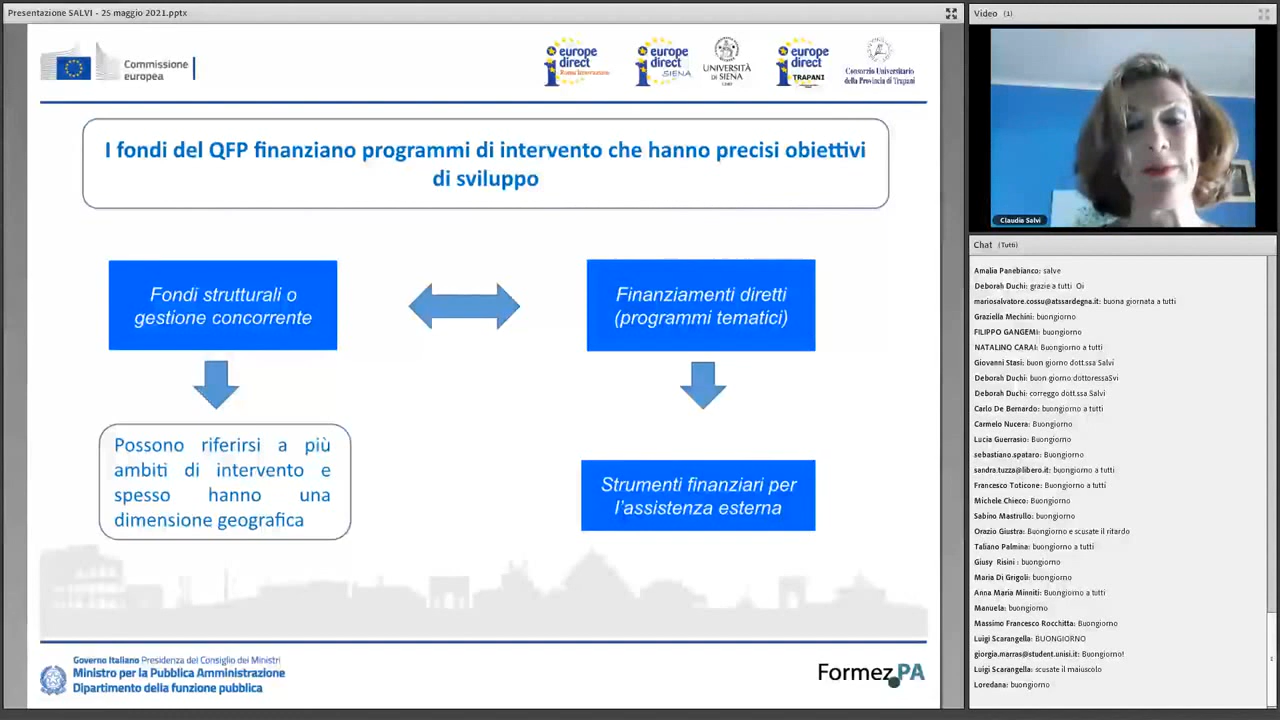 Presentazione SALVI - 25 maggio 2021.pptx
Commissione
europea
europe
direct
Roma Innovazione
europe
direct
SIENA
UNIVERSITÀ
DI SIENA
1240
europe
direct
TRAPANI
Consorzio Universitario
della Provincia di Trapani
I fondi del QFP finanziano programmi di intervento che hanno precisi obiettivi
di sviluppo
Fondi strutturali o
gestione concorrente
Finanziamenti diretti
(programmi tematici)
Possono riferirsi a più
ambiti di intervento e
spesso hanno una
dimensione geografica
Strumenti finanziari per
l'assistenza esterna
Governo Italiano Presidenza del Consiglio dei Ministri
Ministro per la Pubblica Amministrazione
Dipartimento della funzione pubblica
Formez.PA
Video (1)
Claudia Salvi
Chat (Tutti)
Amalia Panebianco: salve
Deborah Duchi: grazie a tutti Oi
mariosalvatore.cossu@atssardegna.it: buona giornata a tutti
Graziella Mechini: buongiorno
FILIPPO GANGEMI: buongiorno
NATALINO CARAI: Buongiorno a tutti
Giovanni Stasi: buon giorno dott.ssa Salvi
Deborah Duchi: buon giorno dottoressaSvi
Deborah Duchi: correggo dott.ssa Salvi
Carlo De Bernardo: buongiorno a tutti
Carmelo Nucera: Buongiorno
Lucia Guerrasio: Buongiorno
sebastiano.spataro: Buongiorno
sandra.tuzza@libero.it: buongiorno a tutti
Francesco Toticone: Buongiorno a tutti
Michele Chieco: Buongiorno
Sabino Mastrullo: buongiorno
Orazio Giustra: Buongiorno e scusate il ritardo
Taliano Palmina: buongiorno a tutti
Giusy Risini : buongiorno
Maria Di Grigoli: buongiorno
Anna Maria Minniti: Buongiorno a tutti
Manuela: buongiorno
Massimo Francesco Rocchitta: Buongiorno
Luigi Scarangella: BUONGIORNO
giorgia.marras@student.unisi.it: Buongiorno!
Luigi Scarangella: scusate il maiuscolo
Loredana: buongiorno